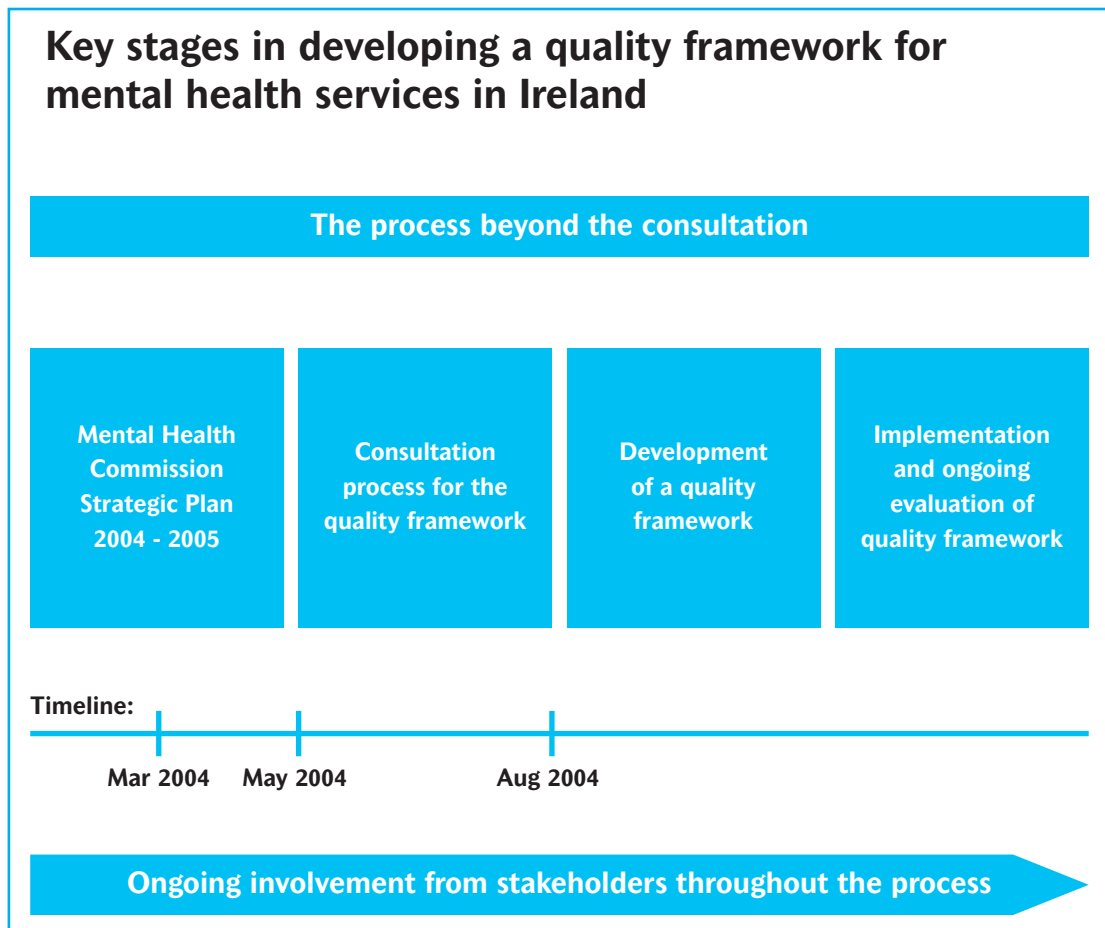 Key stages in developing a quality framework for
mental health services in Ireland
The process beyond the consultation
Mental Health
Commission
Strategic Plan
2004 - 2005
Consultation
process for the
quality framework
Development
of a quality
framework
Implementation
and ongoing
evaluation of
quality framework
Timeline:
Mar 2004
May 2004
Aug 2004
Ongoing involvement from stakeholders throughout the process